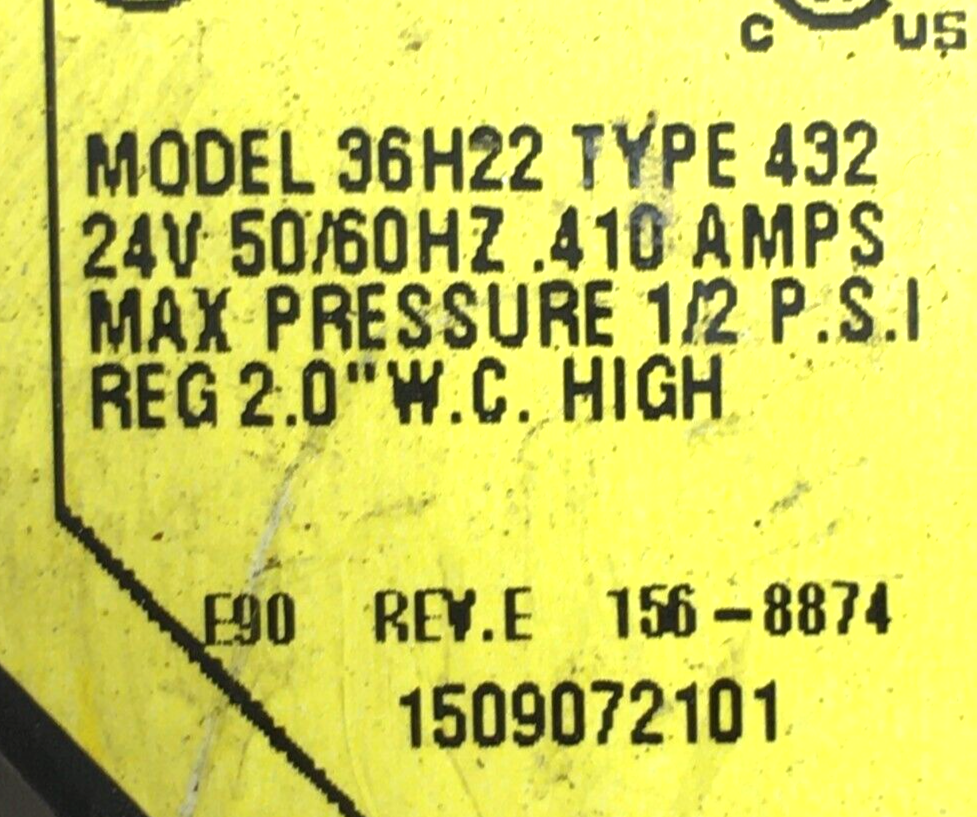 C US
MODEL 36H22 TYPE 432
24V 50/60HZ .410 AMPS
MAX PRESSURE 1/2 P.S.I
REG 2.0"W.C. HIGH
E90 REV.E 156-8874
1509072101